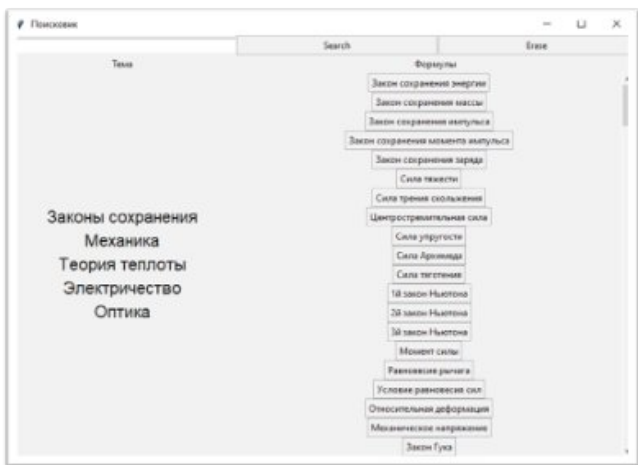 Поисковик
Search
Erase
Тема
Формулы
Законы сохранения
Механика
Теория теплоты
Электричество
Оптика
Закон сохранения энергии
Закон сохранения массы
Закон сохранения импульса
Закон сохранения момента импульса
Закон сохранения заряда
Сила тяжести
Сила трения скольжения
Центростремительная сила
Сила упругости
Сила Архимеда
Сила тяготения
1й закон Ньютона
2й закон Ньютона
3й закон Ньютона
Момент силы
Равновесие рычага
Условие равновесия сил
Относительная деформация
Механическое напряжение
Закон Гука